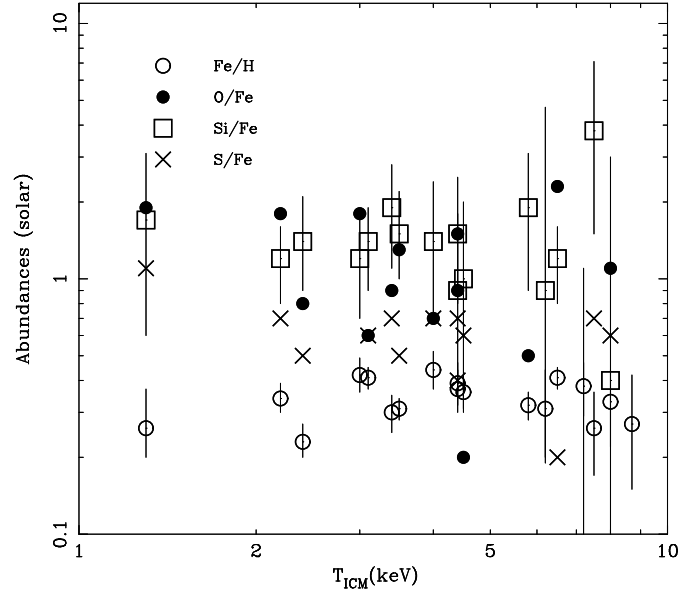 10
Fe/H
O/Fe
Si/Fe
S/Fe
Abundances (solar)
1
0.1
1 2 5 10
T_ICM(keV)